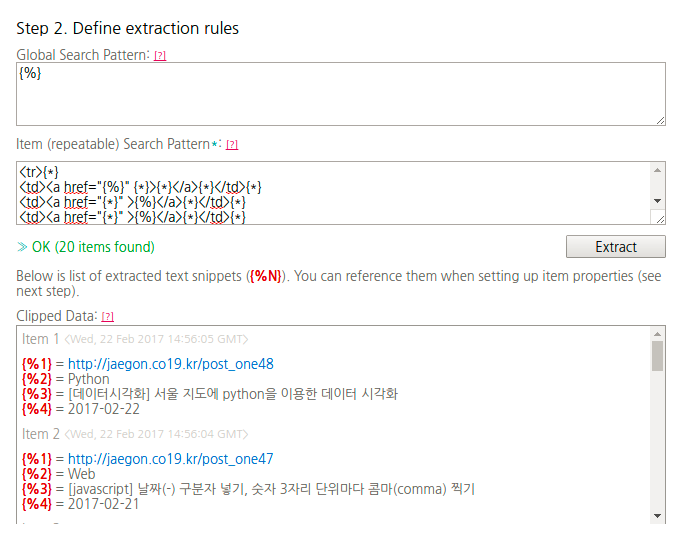 Step 2. Define extraction rules
Global Search Pattern: [?]
{%}
Item (repeatable) Search Pattern*: [?]
<tr>{*}
<td><a href="{%}" {*}>{*}</a>{*}</td>{*}
<td><a href="{*}" >{%}</a>{*}</td>{*}
<td><a href="{*}" >{%}</a>{*}</td>{*}
≫ OK (20 items found)
Extract
Below is list of extracted text snippets ({%N}). You can reference them when setting up item properties (see
next step).
Clipped Data: [?]
Item 1 <Wed, 22 Feb 2017 14:56:05 GMT>
{%1} = http://jaegon.co19.kr/post_one48
{%2} = Python
{%3} = [데이터시각화] 서울 지도에 python을 이용한 데이터 시각화
{%4} = 2017-02-22
Item 2 <Wed, 22 Feb 2017 14:56:04 GMT>
{%1} = http://jaegon.co19.kr/post_one47
{%2} = Web
{%3} = [javascript] 날짜(-) 구분자 넣기, 숫자 3자리 단위마다 콤마(comma) 찍기
{%4} = 2017-02-21